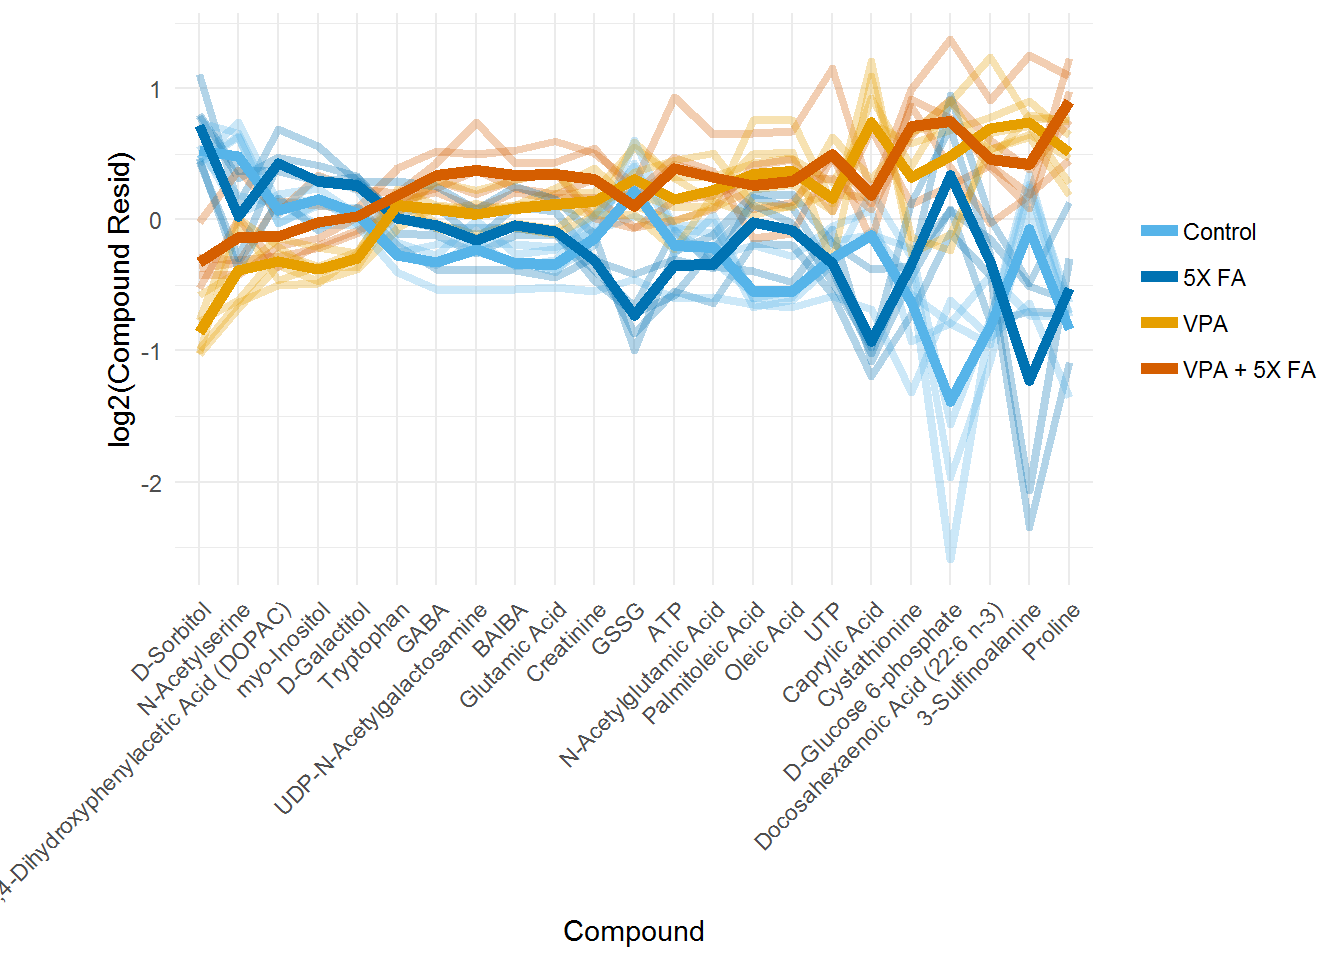 log2(Compound Resid)
1
0
-1
-2
D-Sorbitol
N-Acetylserine
,4-Dihydroxyphenylacetic Acid (DOPAC)
myo-Inositol
D-Galactitol
Tryptophan
GABA
UDP-N-Acetylgalactosamine
BAIBA
Glutamic Acid
Creatinine
GSSG
ATP
N-Acetylglutamic Acid
Palmitoleic Acid
Oleic Acid
UTP
Caprylic Acid
Cystathionine
D-Glucose 6-phosphate
Docosahexaenoic Acid (22:6 n-3)
3-Sulfinoalanine
Proline
Compound
Control
5X FA
VPA
VPA + 5X FA